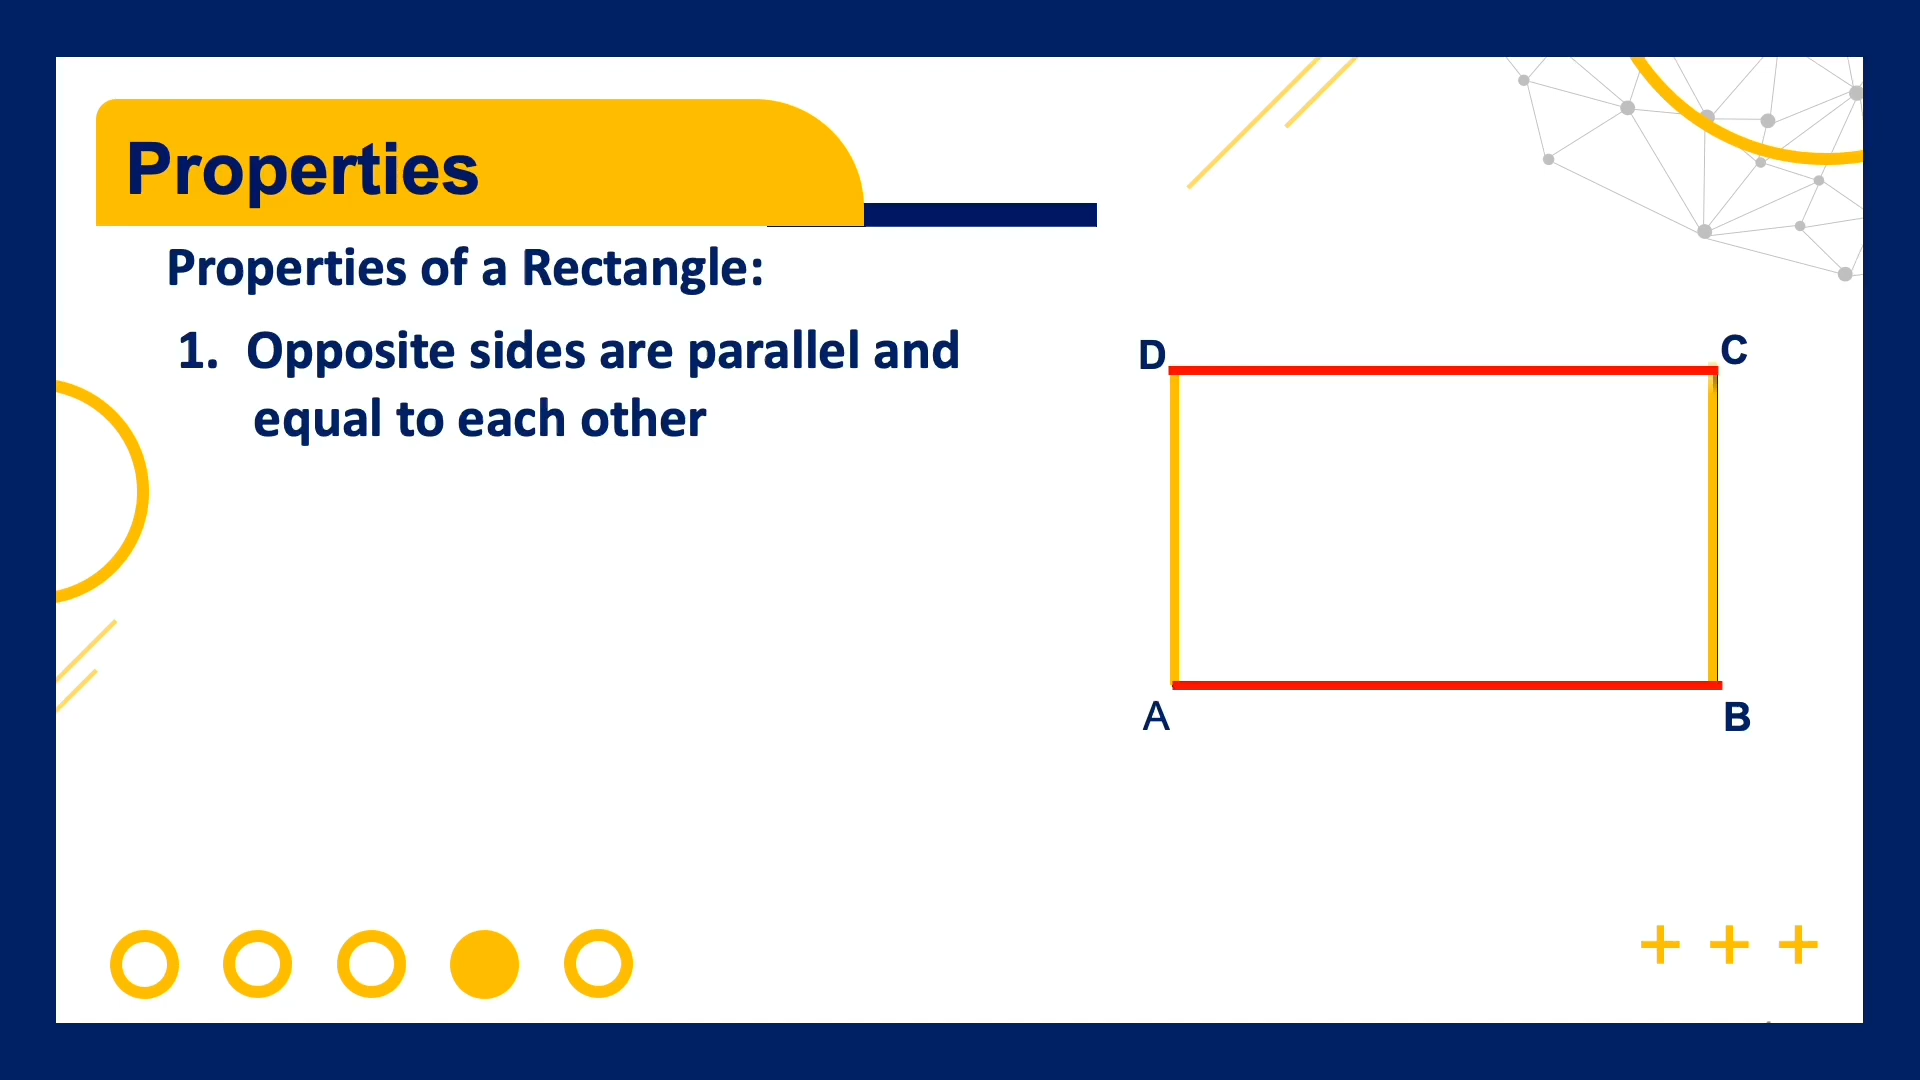 Properties
Properties of a Rectangle:
1. Opposite sides are parallel and
equal to each other
D
C
A
B